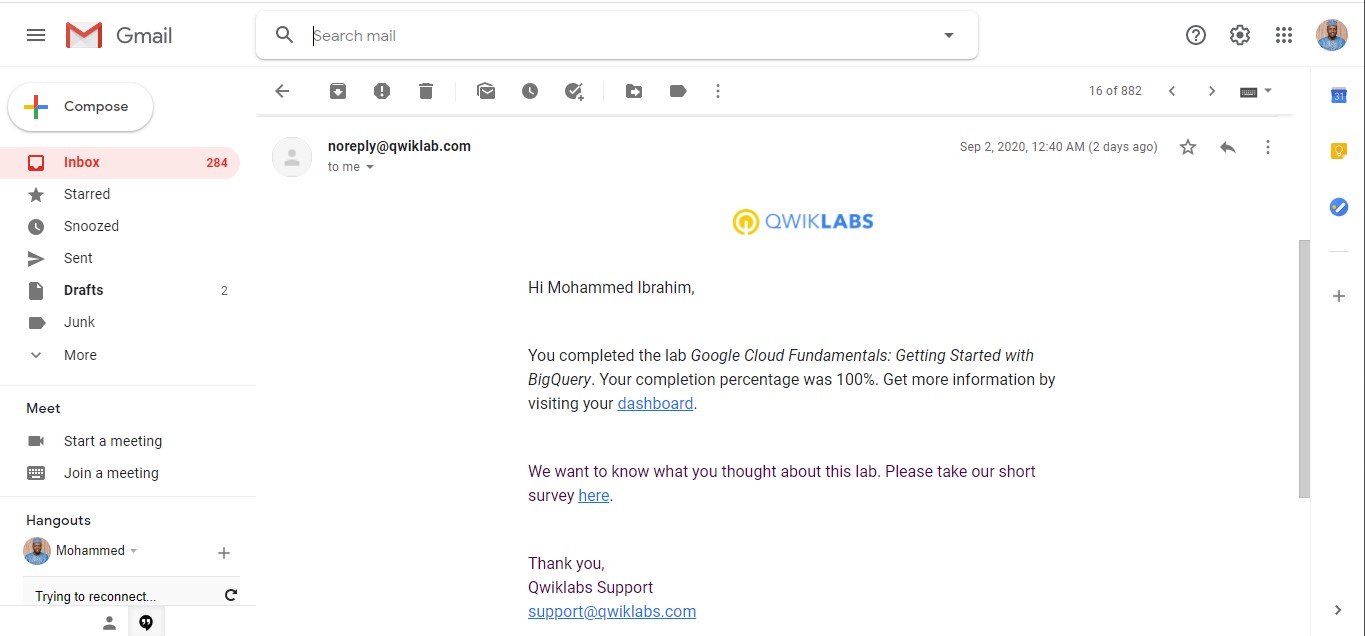 Gmail
Search mail
Compose
16 of 882
31
Inbox 284
Starred
Snoozed
Sent
Drafts 2
Junk
More
Meet
Start a meeting
Join a meeting
Hangouts
Mohammed
Trying to reconnect...
noreply@qwiklab.com
to me
Sep 2, 2020, 12:40 AM (2 days ago)
QWIKLABS
Hi Mohammed Ibrahim,
You completed the lab Google Cloud Fundamentals: Getting Started with
BigQuery. Your completion percentage was 100%. Get more information by
visiting your dashboard.
We want to know what you thought about this lab. Please take our short
survey here.
Thank you,
Qwiklabs Support
support@qwiklabs.com